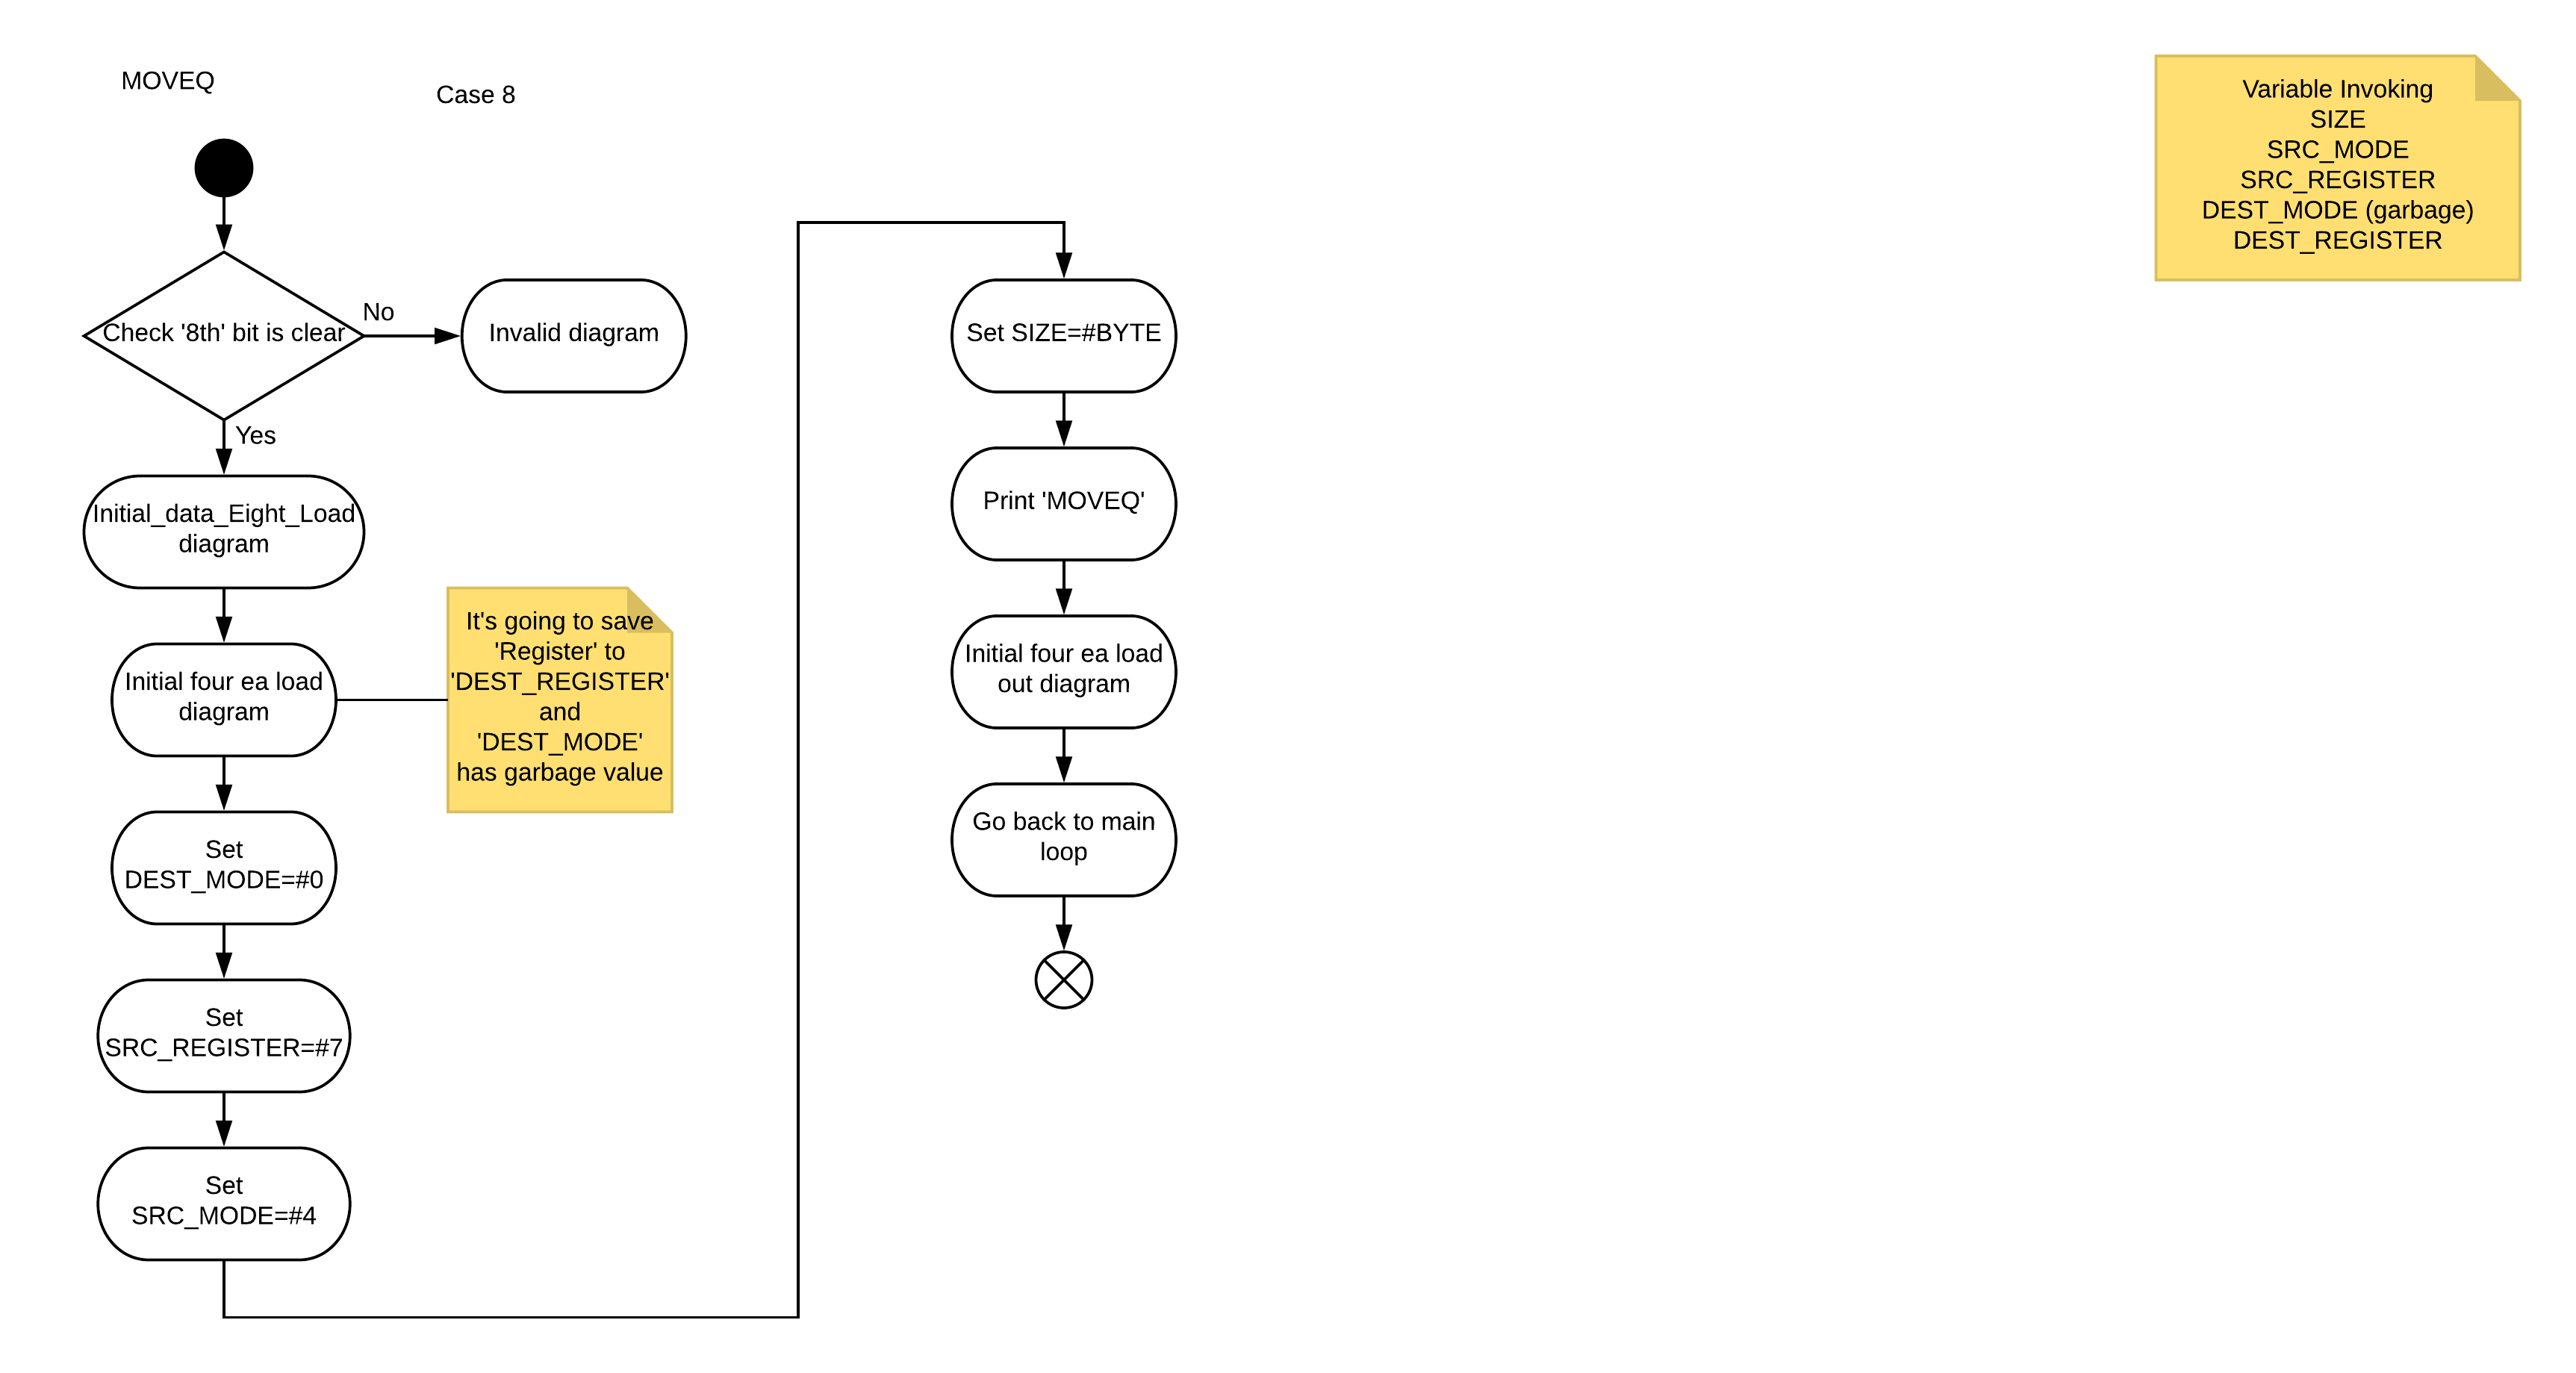 MOVEQ
Case 8
Check '8th' bit is clear
No
Invalid diagram
Yes
Initial_data_Eight_Load
diagram
Initial four ea load
diagram
It's going to save
'Register' to
'DEST_REGISTER'
and
'DEST_MODE'
has garbage value
Set
DEST_MODE=#0
Set
SRC_REGISTER=#7
Set
SRC_MODE=#4
Set SIZE=#BYTE
Print 'MOVEQ'
Initial four ea load
out diagram
Go back to main
loop
Variable Invoking
SIZE
SRC_MODE
SRC_REGISTER
DEST_MODE (garbage)
DEST_REGISTER